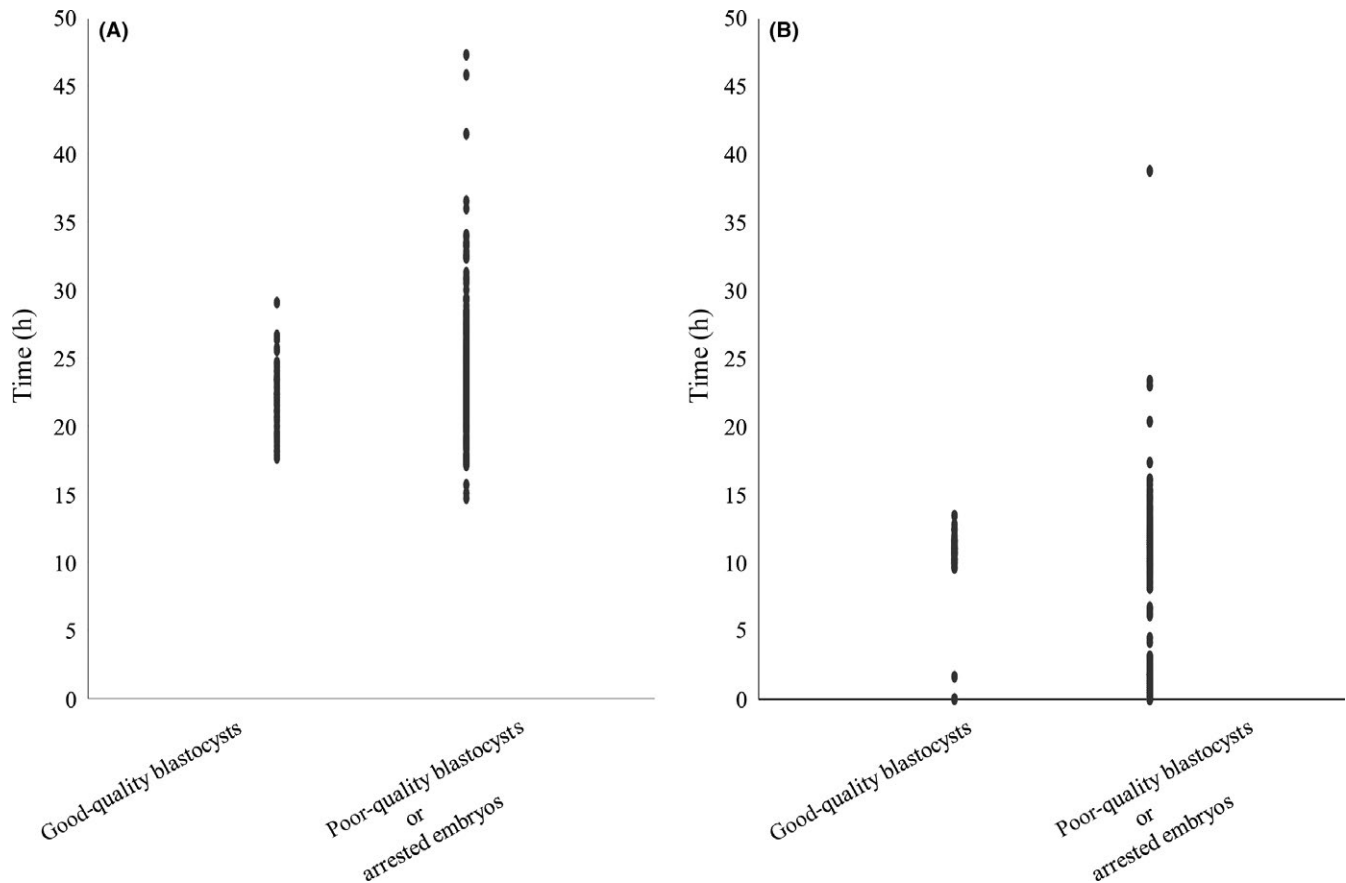 (A)
50
45
40
35
30
25
20
15
10
5
0
Time (h)
Good-quality blastocysts
Poor-quality blastocysts
or
arrested embryos
(B)
50
45
40
35
30
25
20
15
10
5
0
Time (h)
Good-quality blastocysts
Poor-quality blastocysts
or
arrested embryos